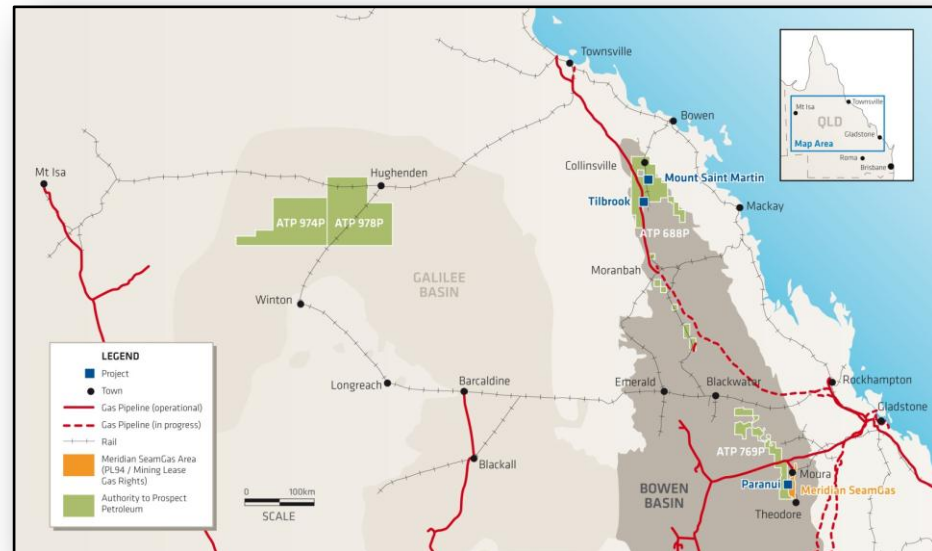 Townsville
Bowen
Collinsville
Mount Saint Martin
Tilbrook
Mackay
ATP 688P
Moranbah
Mt Isa
Hughenden
ATP 974P
ATP 978P
GALILEE
BASIN
Winton
Longreach
Barcaldine
Emerald
Blackwater
Rockhampton
Gladstone
Blackall
ATP 769P
Moura
Paranui
Meridian SeamGas
BOWEN
BASIN
Theodore
LEGEND
Project
Town
Gas Pipeline (operational)
Gas Pipeline (in progress)
Rail
Meridian SeamGas Area
(PL94 / Mining Lease
Gas Rights)
Authority to Prospect
Petroleum
0 100km
SCALE
Mt Isa
Townsville
QLD
Gladstone
Map Area
Roma
Brisbane